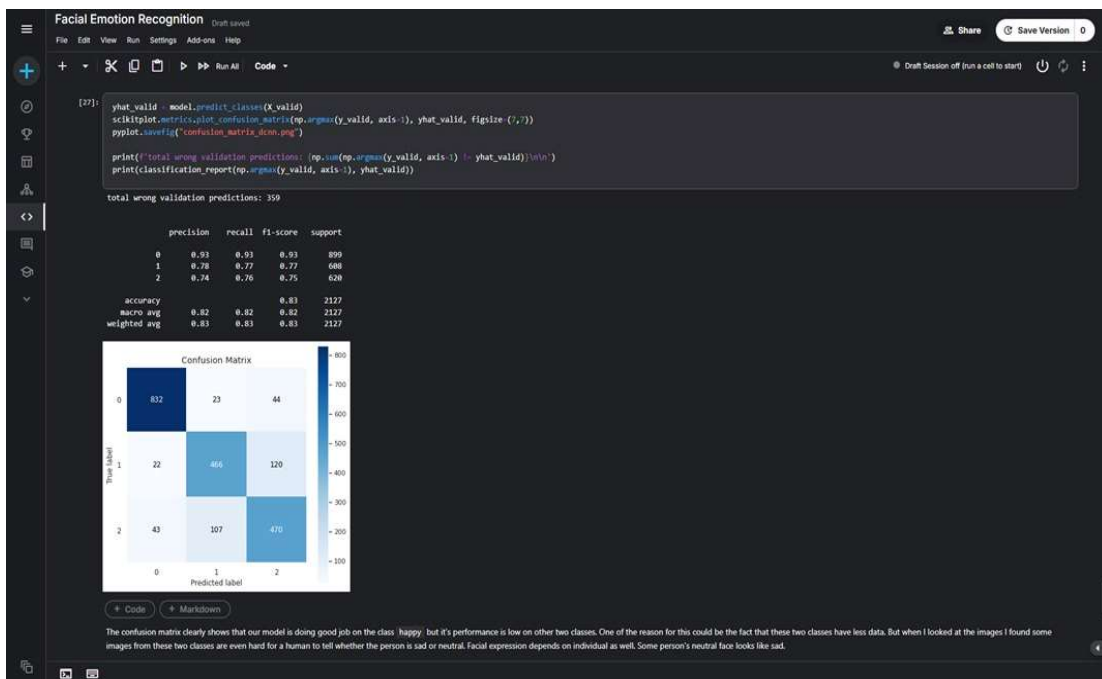 Facial Emotion Recognition Draft saved
File Edit View Run Settings Add-ons Help
Share
Save Version 0
Run All Code
Draft Session off (run a cell to start)
[27]:
yhat_valid = model.predict_classes(X_valid)
scikitplot.metrics.plot_confusion_matrix(np.argmax(y_valid, axis=1), yhat_valid, figsize=(7,7))
pyplot.savefig("confusion_matrix_dcnn.png")
print(f'total wrong validation predictions: {np.sum(np.argmax(y_valid, axis=1) != yhat_valid)}\n\n')
print(classification_report(np.argmax(y_valid, axis=1), yhat_valid))
total wrong validation predictions: 359
precision recall f1-score support
0 0.93 0.93 0.93 899
1 0.78 0.77 0.77 608
2 0.74 0.76 0.75 620
accuracy 0.83 2127
macro avg 0.82 0.82 0.82 2127
weighted avg 0.83 0.83 0.83 2127
Confusion Matrix
0 832 23 44
1 22 466 120
2 43 107 470
0 1 2
True label
Predicted label
800
700
600
500
400
300
200
100
+ Code + Markdown
The confusion matrix clearly shows that our model is doing good job on the class happy but it's performance is low on other two classes. One of the reason for this could be the fact that these two classes have less data. But when I looked at the images I found some
images from these two classes are even hard for a human to tell whether the person is sad or neutral. Facial expression depends on individual as well. Some person's neutral face looks like sad.